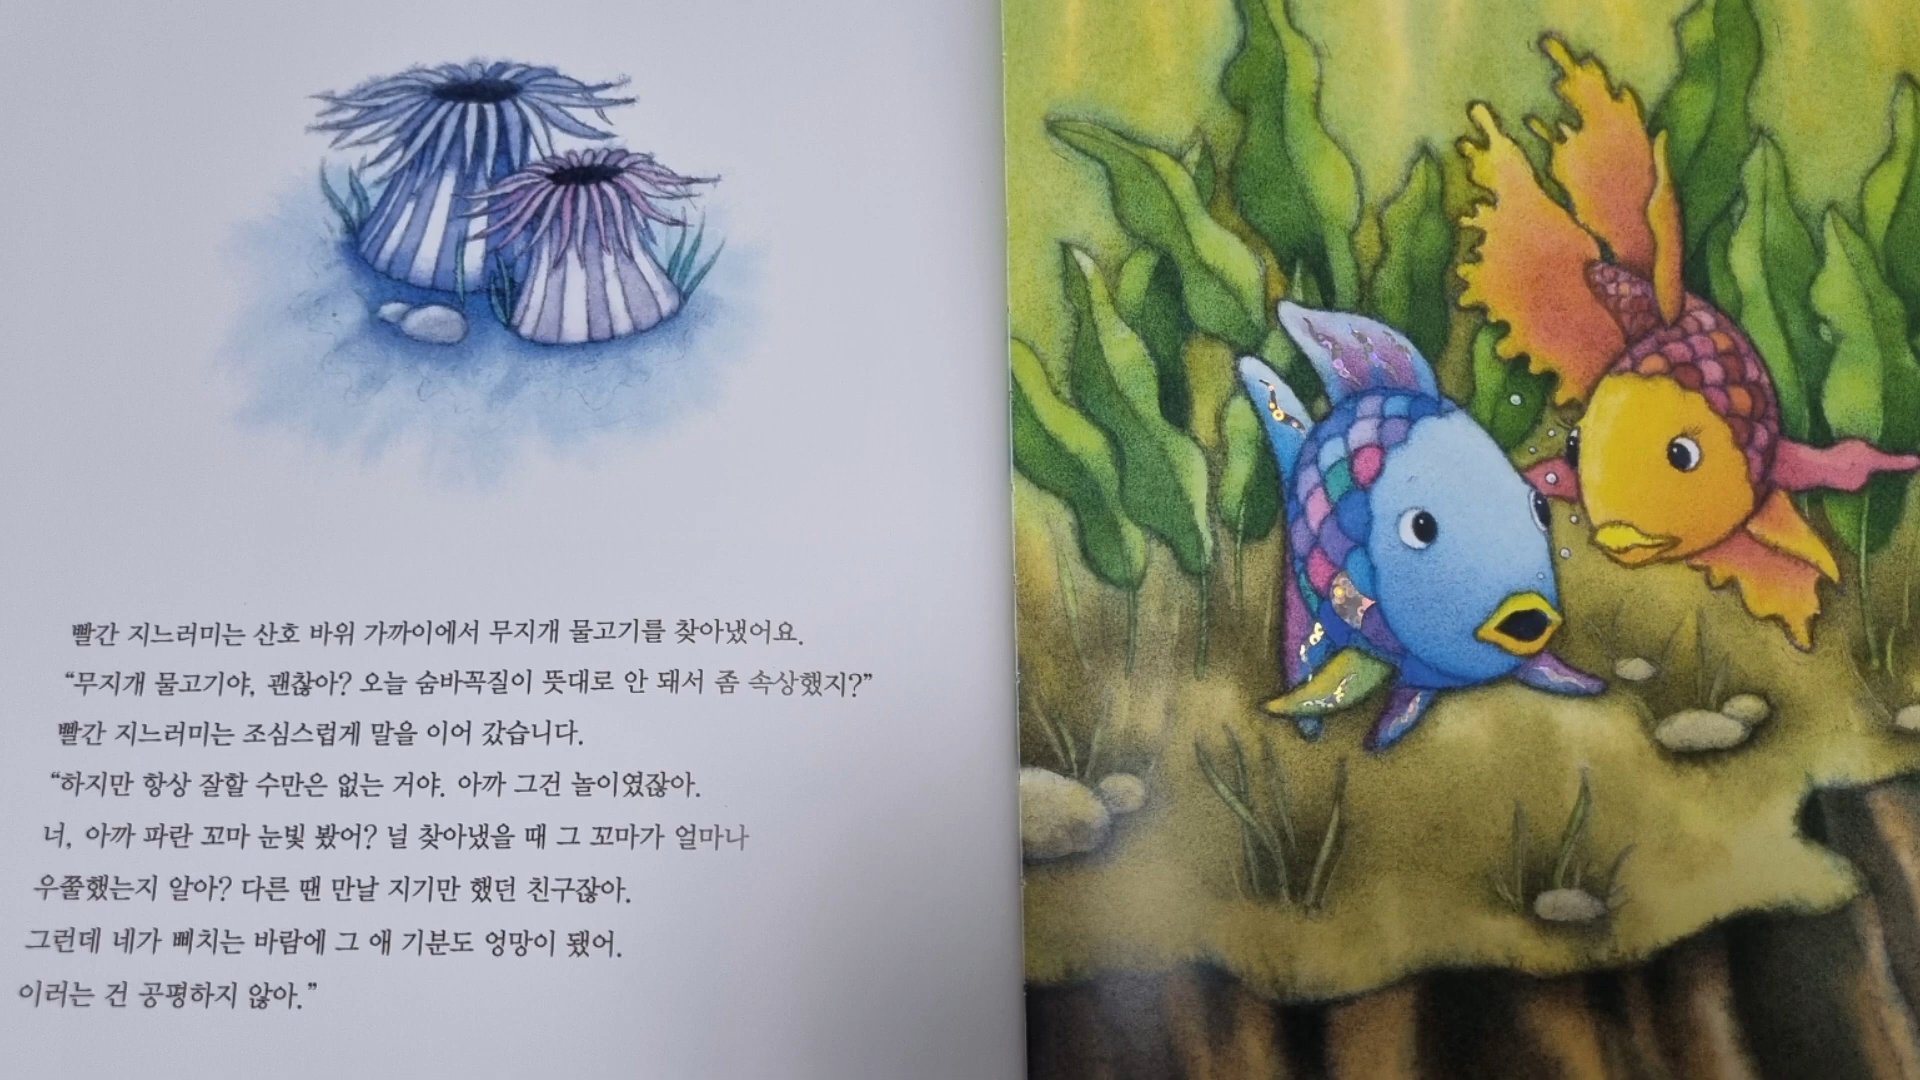 빨간 지느러미는 산호 바위 가까이에서 무지개 물고기를 찾아냈어요.
“무지개 물고기야, 괜찮아? 오늘 숨바꼭질이 뜻대로 안 돼서 좀 속상했지?”
빨간 지느러미는 조심스럽게 말을 이어 갔습니다.
“하지만 항상 잘할 수만은 없는 거야. 아까 그건 놀이였잖아.
너, 아까 파란 꼬마 눈빛 봤어? 널 찾아냈을 때 그 꼬마가 얼마나
우쭐했는지 알아? 다른 땐 만날 지기만 했던 친구잖아.
그런데 네가 삐치는 바람에 그 애 기분도 엉망이 됐어.
이러는 건 공평하지 않아.”